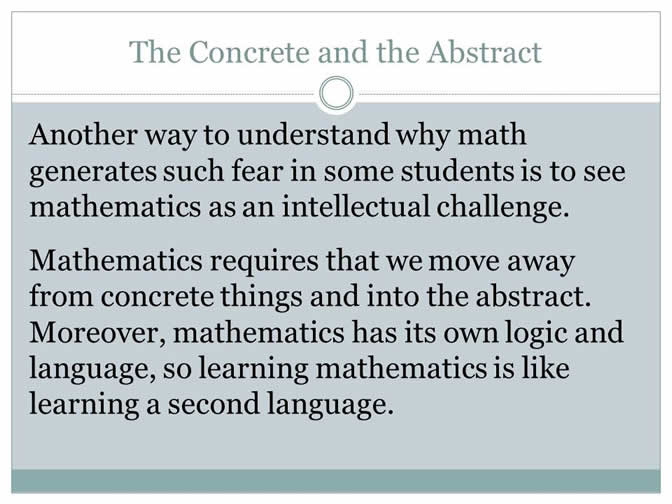 The Concrete and the Abstract
Another way to understand why math
generates such fear in some students is to see
mathematics as an intellectual challenge.
Mathematics requires that we move away
from concrete things and into the abstract.
Moreover, mathematics has its own logic and
language, so learning mathematics is like
learning a second language.